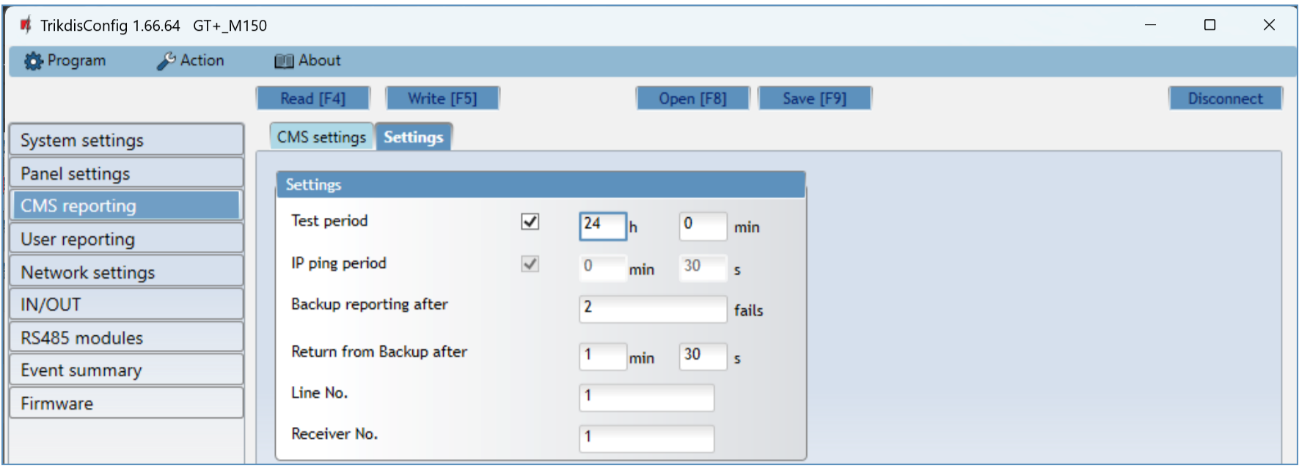 TrikdisConfig 1.66.64 GT+_M150
Program Action About
Read [F4] Write [F5] Open [F8] Save [F9] Disconnect
System settings
Panel settings
CMS reporting
User reporting
Network settings
IN/OUT
RS485 modules
Event summary
Firmware
CMS settings Settings
Settings
Test period 24 h 0 min
IP ping period 0 min 30 s
Backup reporting after 2 fails
Return from Backup after 1 min 30 s
Line No. 1
Receiver No. 1